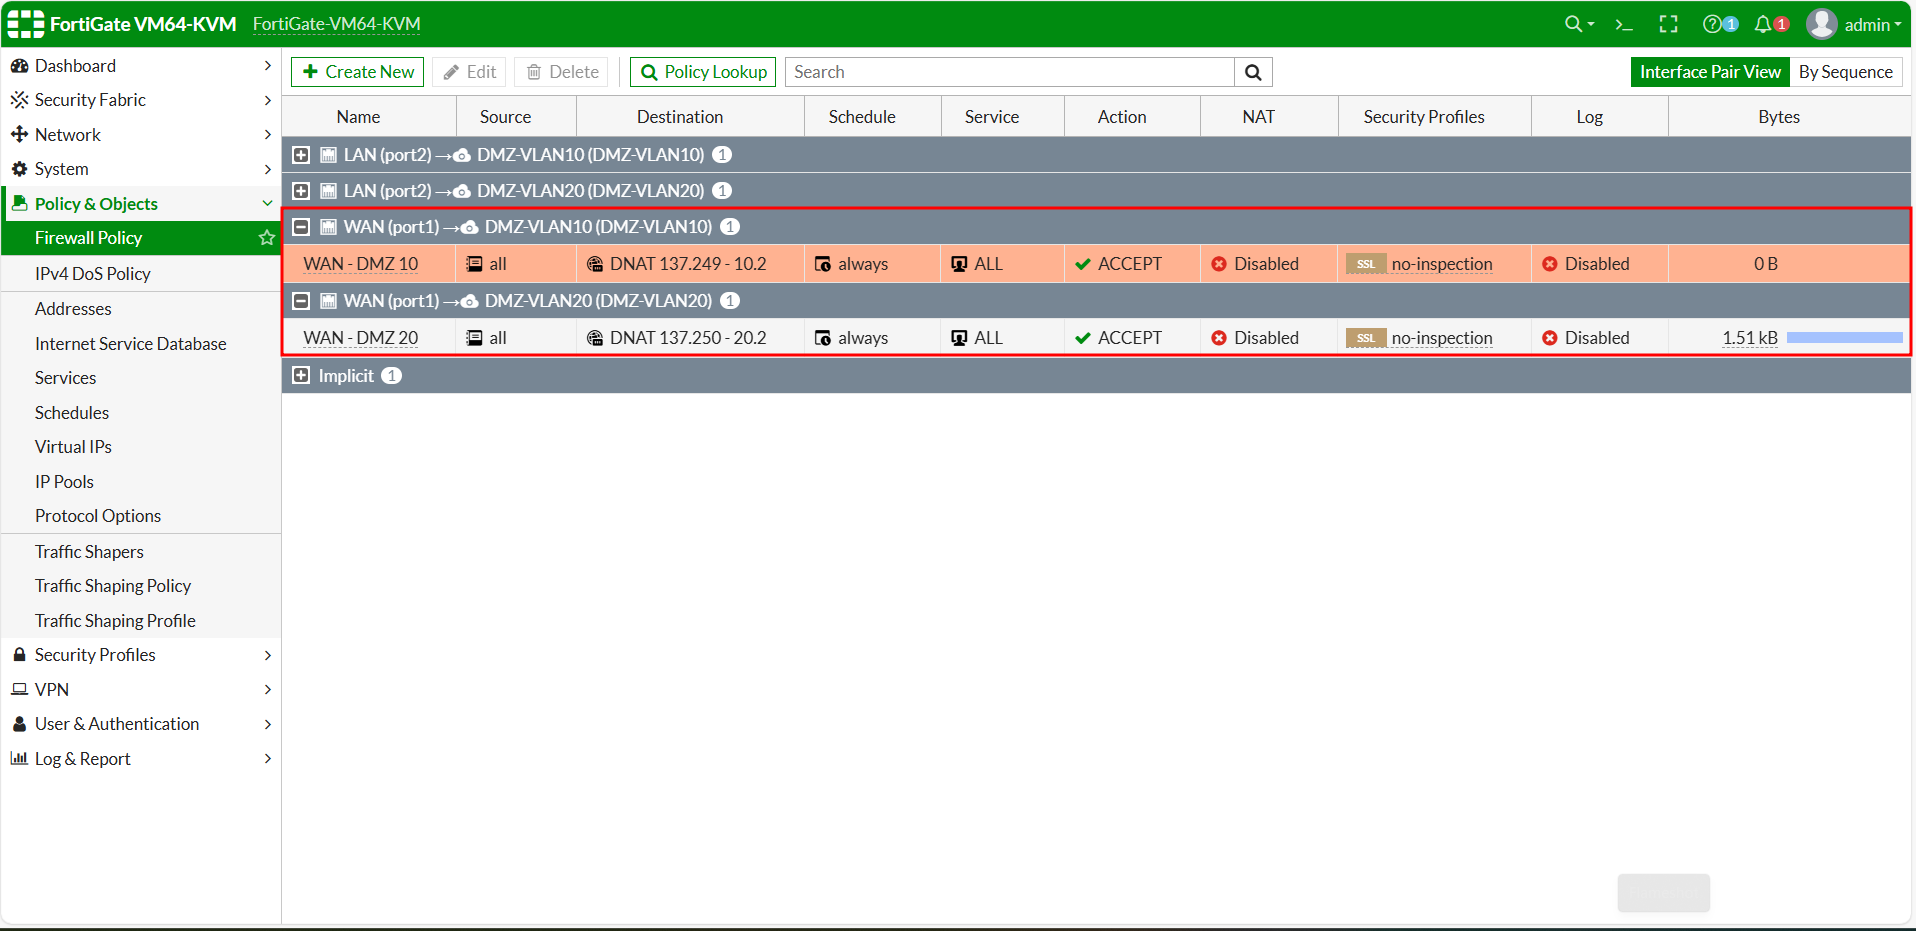 FortiGate VM64-KVM FortiGate-VM64-KVM 1 1 admin
Dashboard
Security Fabric
Network
System
Policy & Objects
Firewall Policy
IPv4 DoS Policy
Addresses
Internet Service Database
Services
Schedules
Virtual IPs
IP Pools
Protocol Options
Traffic Shapers
Traffic Shaping Policy
Traffic Shaping Profile
Security Profiles
VPN
User & Authentication
Log & Report
Create New Edit Delete Policy Lookup Search Interface Pair View By Sequence
Name Source Destination Schedule Service Action NAT Security Profiles Log Bytes
LAN (port2) → DMZ-VLAN10 (DMZ-VLAN10) 1
LAN (port2) → DMZ-VLAN20 (DMZ-VLAN20) 1
WAN (port1) → DMZ-VLAN10 (DMZ-VLAN10) 1
WAN - DMZ 10 all DNAT 137.249 - 10.2 always ALL ACCEPT Disabled SSL no-inspection Disabled 0 B
WAN (port1) → DMZ-VLAN20 (DMZ-VLAN20) 1
WAN - DMZ 20 all DNAT 137.250 - 20.2 always ALL ACCEPT Disabled SSL no-inspection Disabled 1.51 kB
Implicit 1